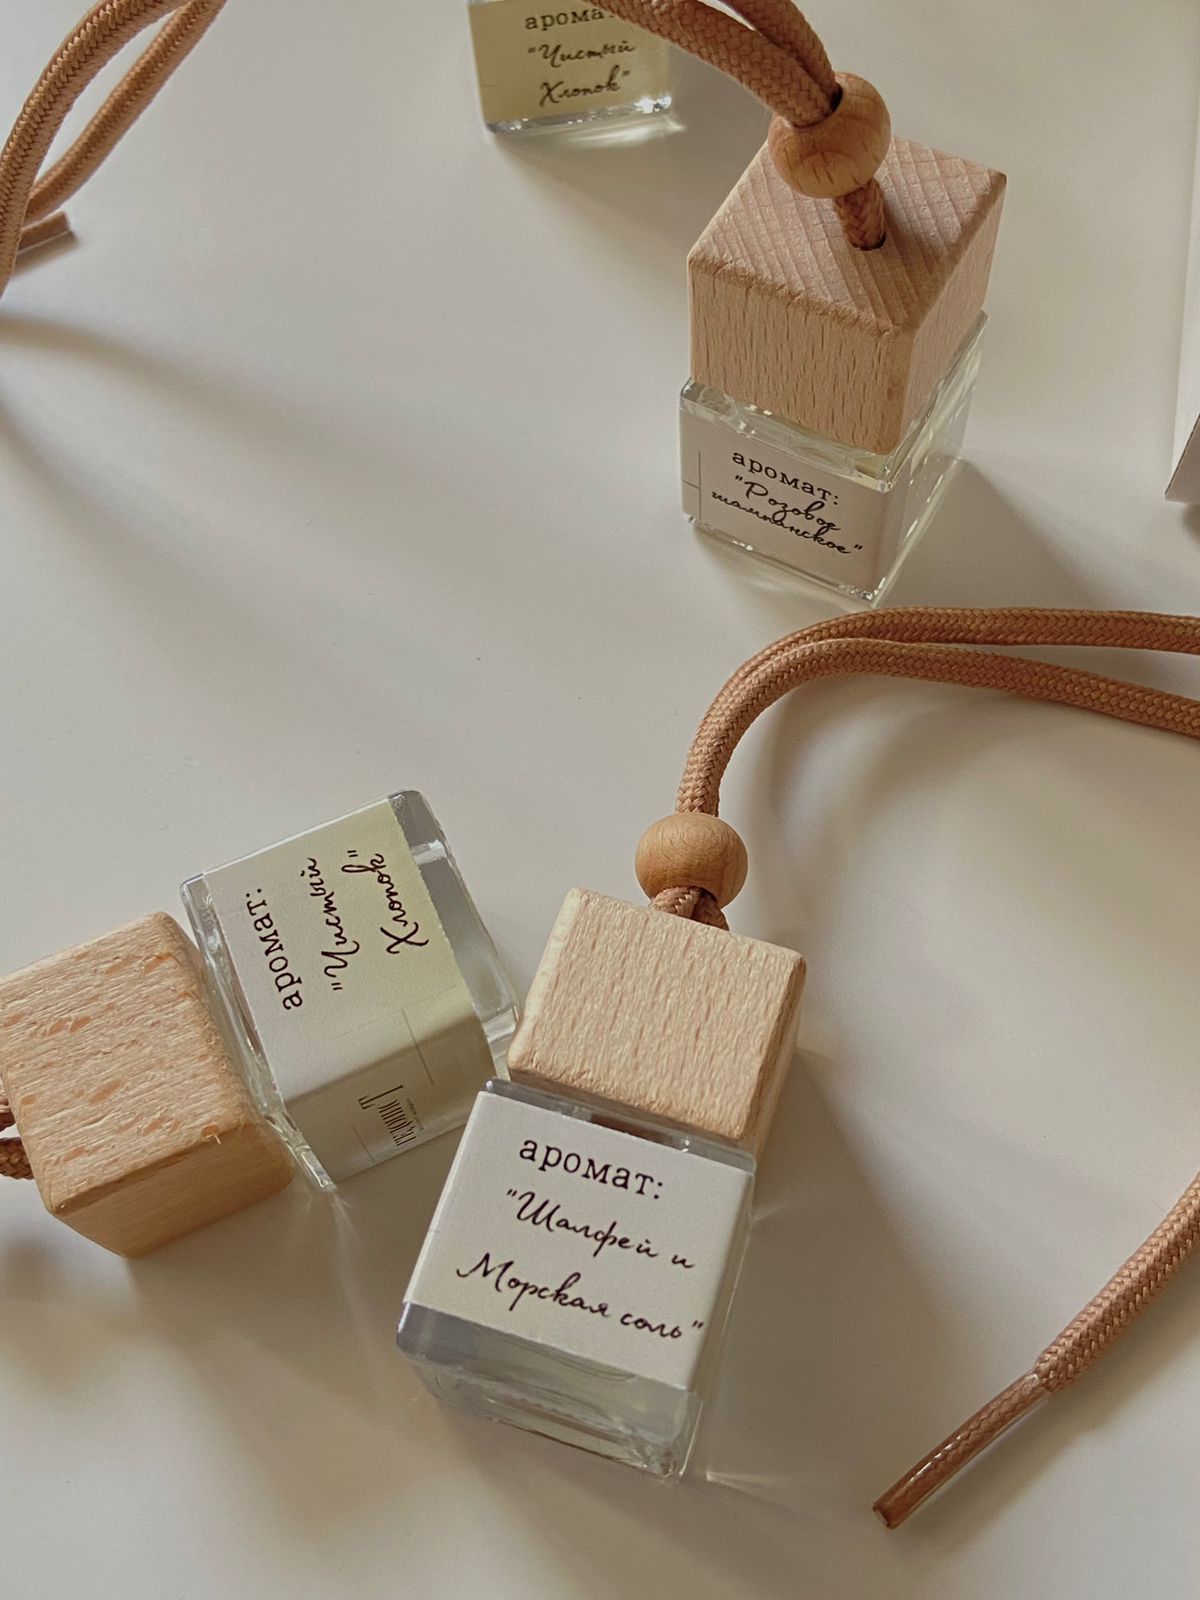 аромат:
"Чистый
Хлопок"
аромат:
"Розовое
шампанское"
аромат:
"Чистый
Хлопок"
аромат:
"Шалфей и
Морская соль"